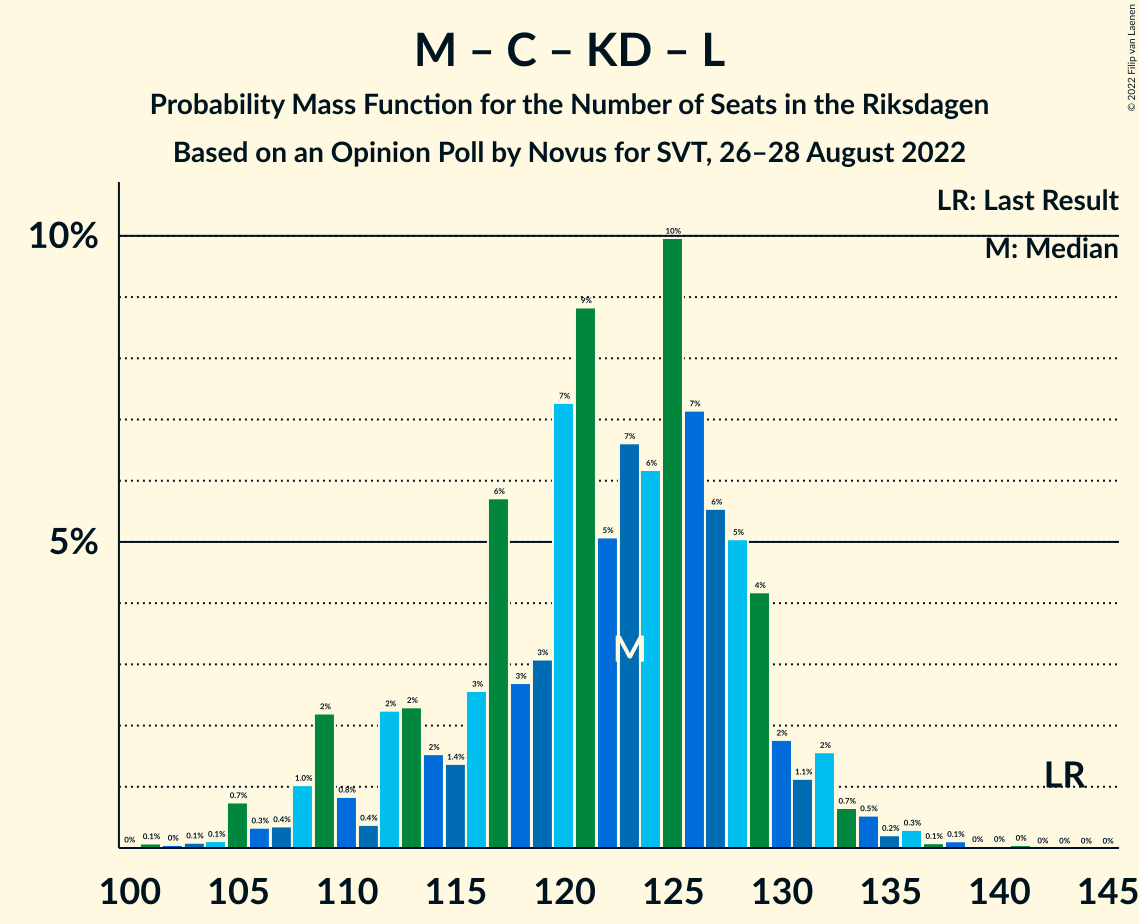 M – C – KD – L
Probability Mass Function for the Number of Seats in the Riksdagen
Based on an Opinion Poll by Novus for SVT, 26–28 August 2022
© 2022 Filip van Laenen
LR: Last Result
M: Median
10%
5%
0% 0.1% 0% 0.1% 0.1% 0.7% 0.3% 0.4% 1.0% 2% 0.8% 0.4% 2% 2% 2% 1.4% 3% 6% 3% 3% 7% 9% 5% 7% 6% 10% 7% 6% 5% 4% 2% 1.1% 2% 0.7% 0.5% 0.2% 0.3% 0.1% 0.1% 0% 0% 0% 0% 0% 0% 0%
M
LR
100 105 110 115 120 125 130 135 140 145